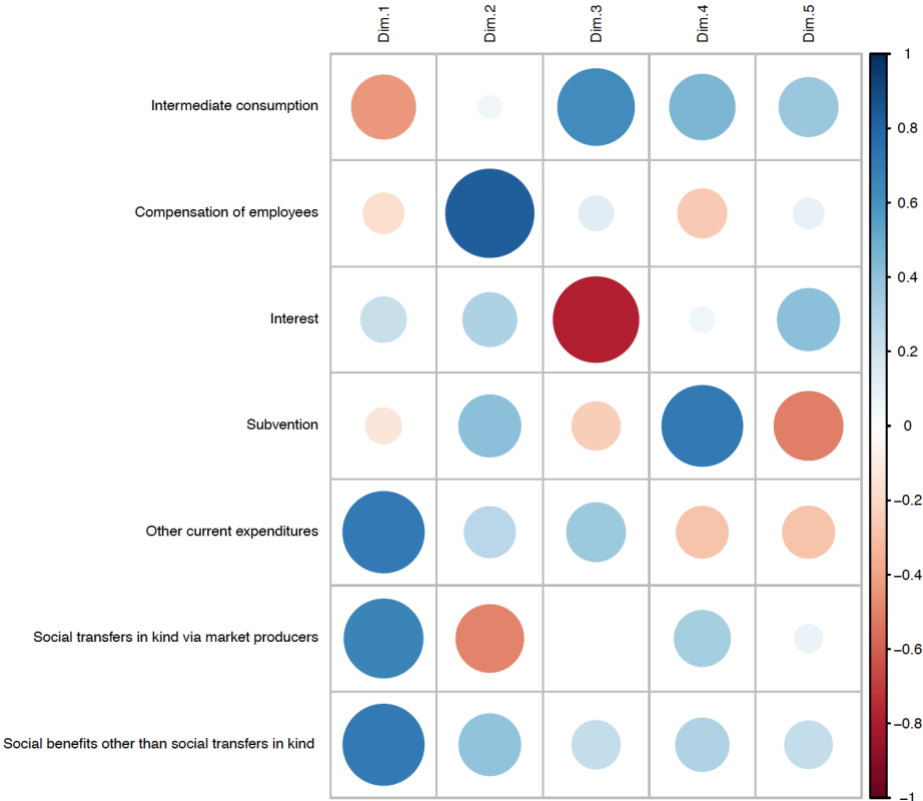 Dim.1
Dim.2
Dim.3
Dim.4
Dim.5
Intermediate consumption
Compensation of employees
Interest
Subvention
Other current expenditures
Social transfers in kind via market producers
Social benefits other than social transfers in kind
1
0.8
0.6
0.4
0.2
0
−0.2
−0.4
−0.6
−0.8
−1